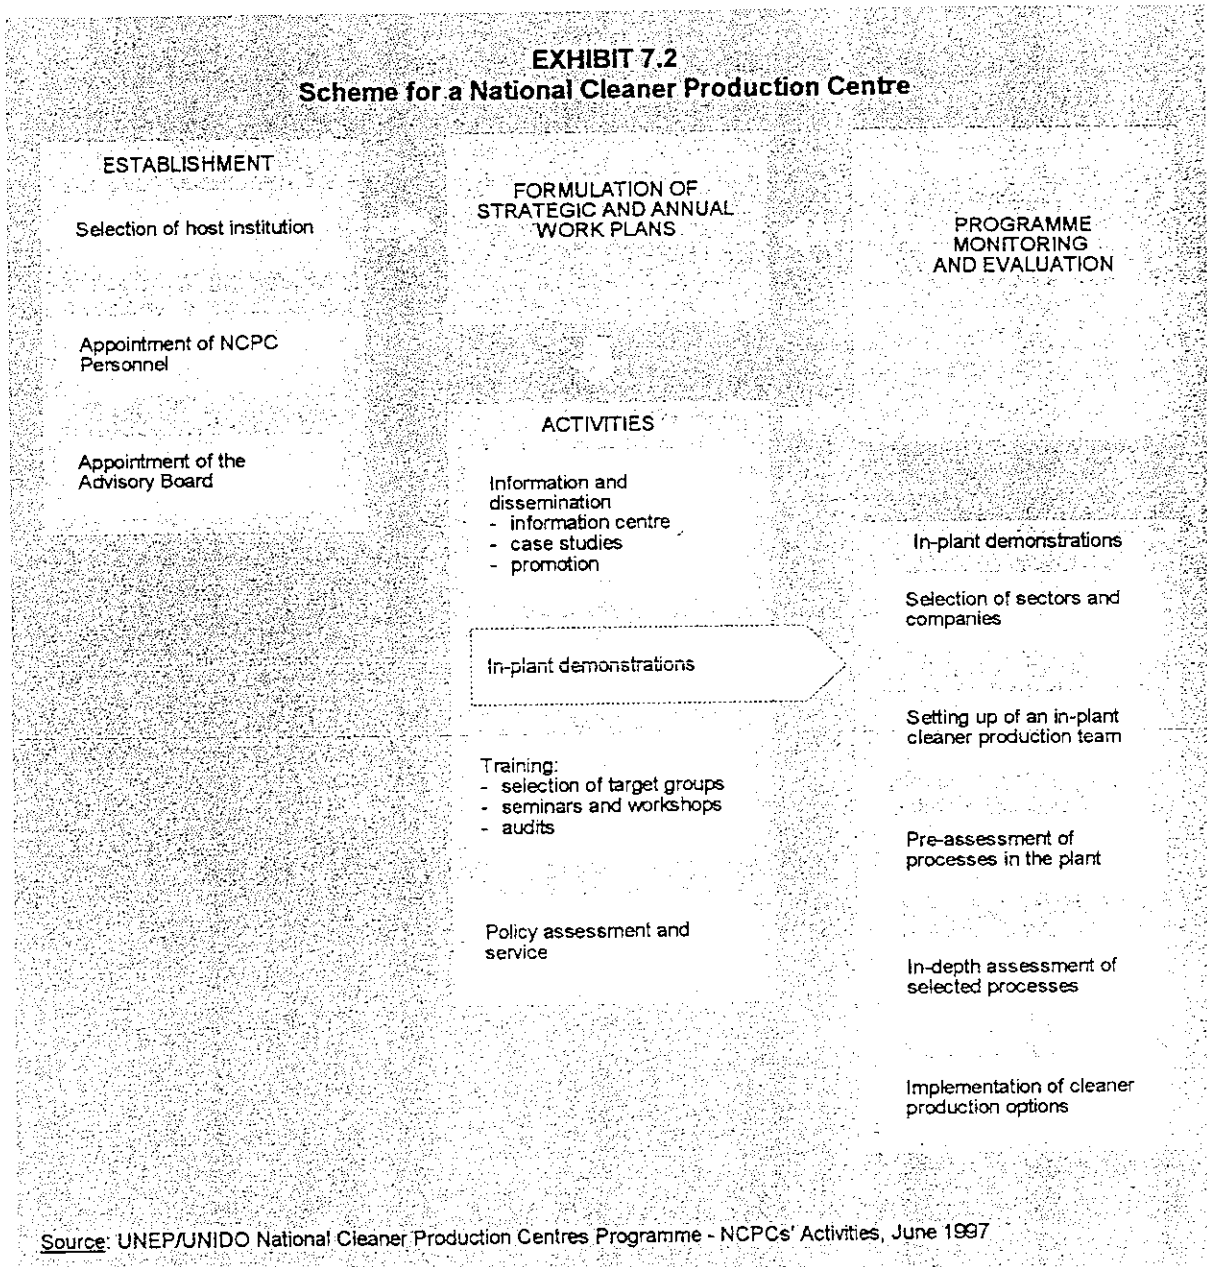 EXHIBIT 7.2
Scheme for a National Cleaner Production Centre
ESTABLISHMENT
Selection of host institution
Appointment of NCPC
Personnel
Appointment of the
Advisory Board
FORMULATION OF
STRATEGIC AND ANNUAL
WORK PLANS
ACTIVITIES
Information and
dissemination
- information centre
- case studies
- promotion
In-plant demonstrations
Training:
- selection of target groups
- seminars and workshops
- audits
Policy assessment and
service
PROGRAMME
MONITORING
AND EVALUATION
In-plant demonstrations
Selection of sectors and
companies
Setting up of an in-plant
cleaner production team
Pre-assessment of
processes in the plant
In-depth assessment of
selected processes
Implementation of cleaner
production options
Source: UNEP/UNIDO National Cleaner Production Centres Programme - NCPCs' Activities, June 1997